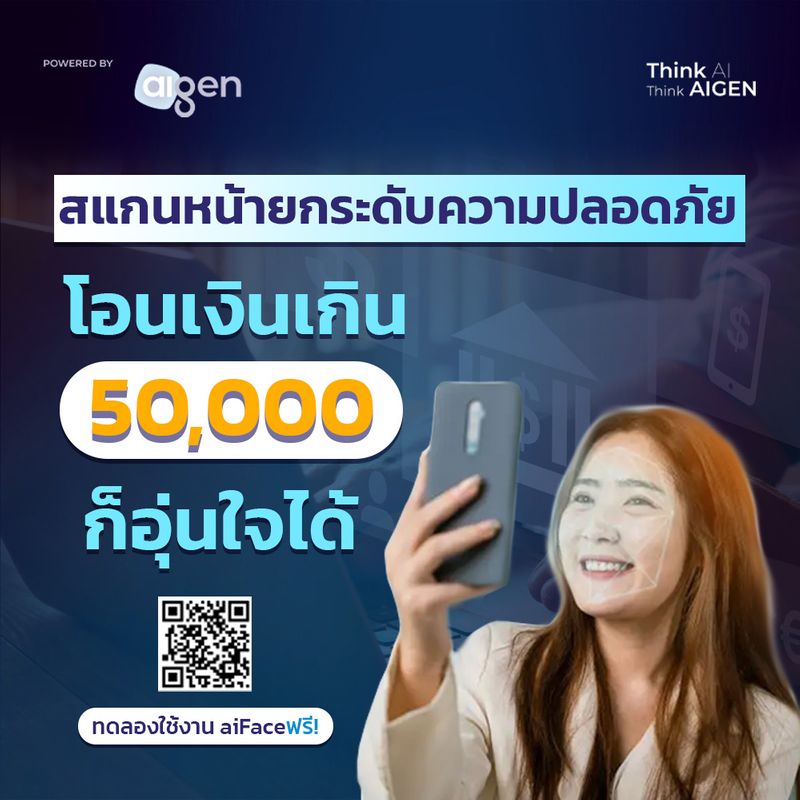 POWERED BY aigen
Think AI
Think AIGEN
สแกนหน้ายกระดับความปลอดภัย
โอนเงินเกิน
50,000
ก็อุ่นใจได้
ทดลองใช้งาน aiFaceฟรี!